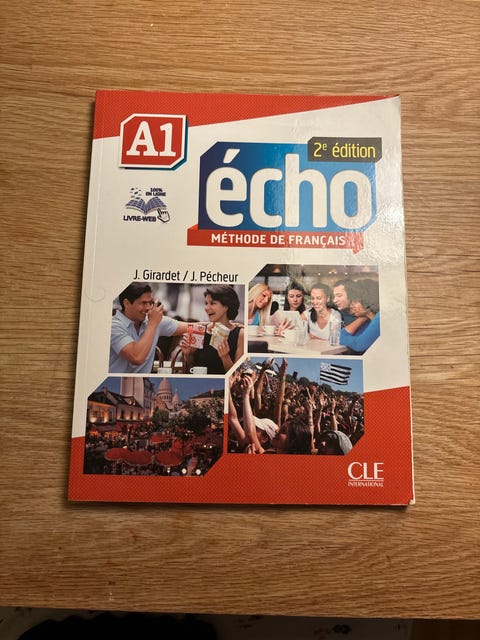 A1
2e édition
écho
MÉTHODE DE FRANÇAIS
100%
EN LIGNE
LIVRE-WEB
J. Girardet / J. Pécheur
CLE
INTERNATIONAL